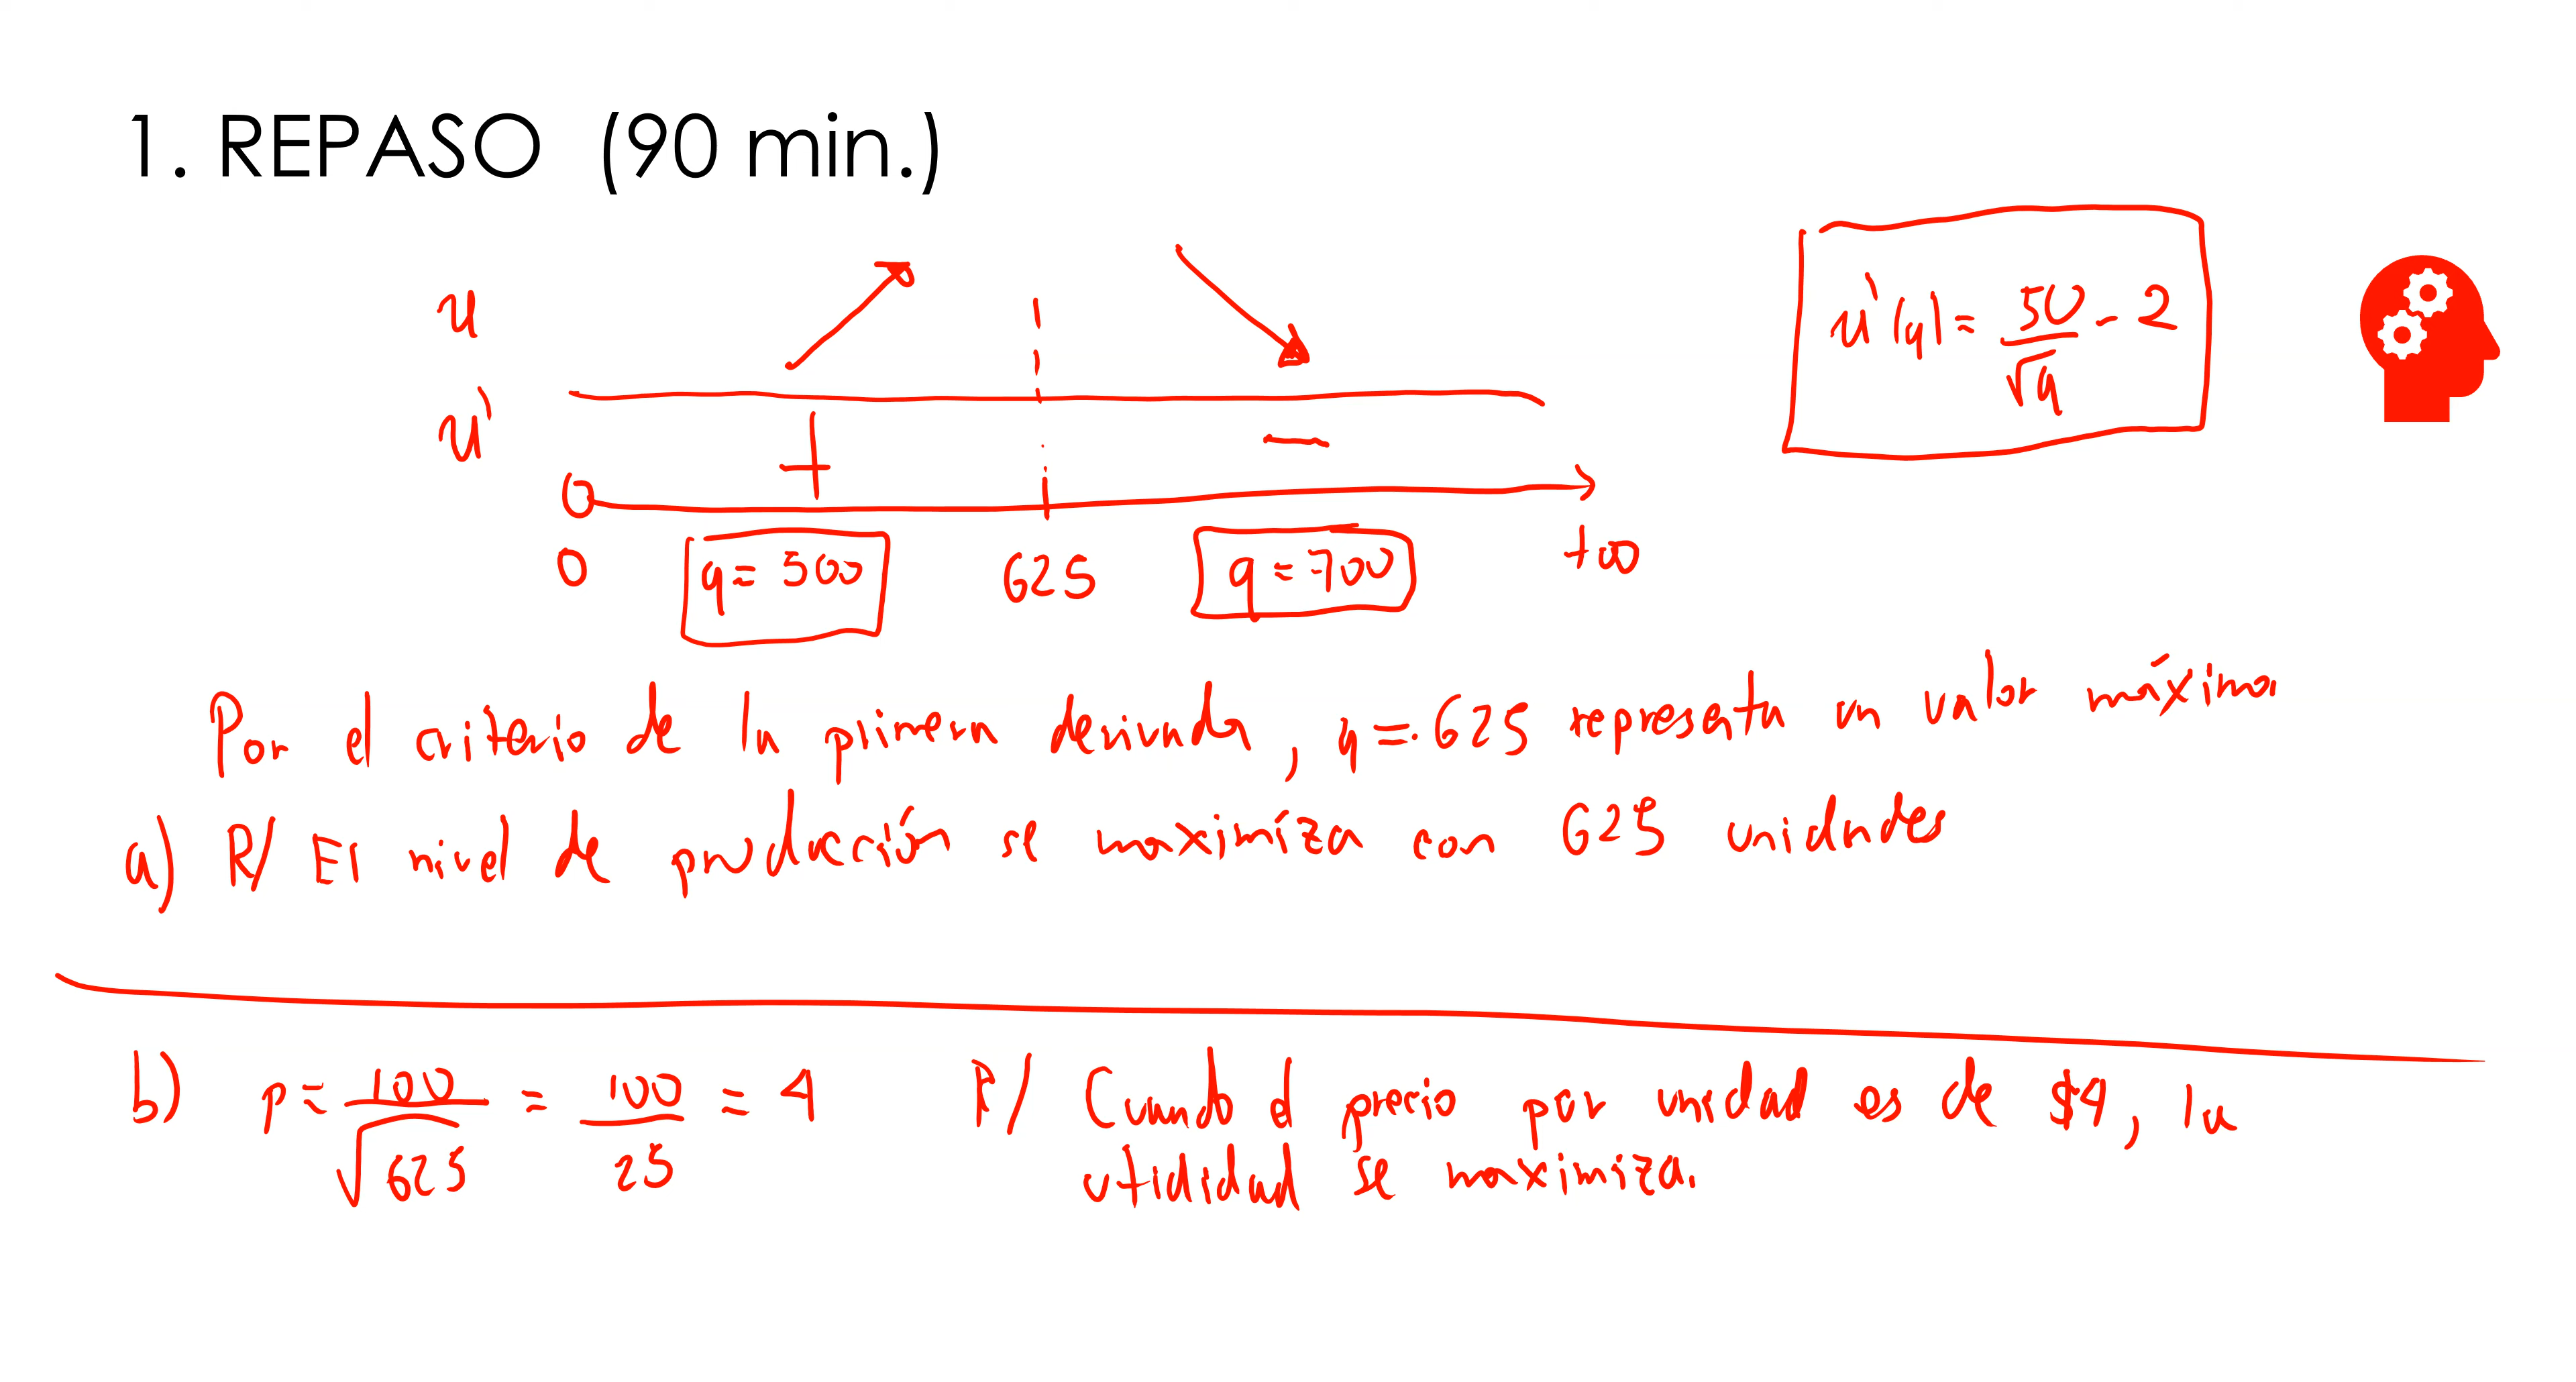 1. REPASO (90 min.)
u
u'(q) = 50/√q - 2
u'
+ −
0
0 q = 500 625 q = 700 +∞
Por el criterio de la primera derivada, q = 625 representa un valor máximo
a) R/ El nivel de producción se maximiza con 625 unidades
b) p = 100/√625 = 100/25 = 4 R/ Cuando el precio por unidad es de $4, la
utilidad se maximiza.